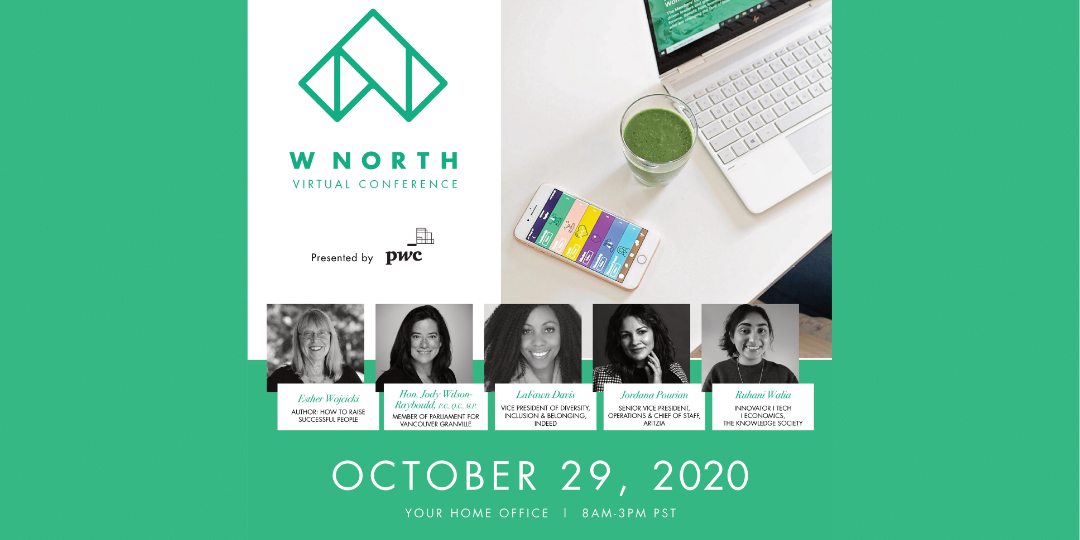 W NORTH
VIRTUAL CONFERENCE
Presented by pwc
Esther Wojcicki
AUTHOR: HOW TO RAISE
SUCCESSFUL PEOPLE
Hon. Jody Wilson-
Raybould, P.C., Q.C., M.P.
MEMBER OF PARLIAMENT FOR
VANCOUVER GRANVILLE
LaFawn Davis
VICE PRESIDENT OF DIVERSITY,
INCLUSION & BELONGING,
INDEED
Jordana Pourian
SENIOR VICE PRESIDENT,
OPERATIONS & CHIEF OF STAFF,
ARITZIA
Ruhani Walia
INNOVATOR I TECH
I ECONOMICS,
THE KNOWLEDGE SOCIETY
OCTOBER 29, 2020
YOUR HOME OFFICE | 8AM-3PM PST